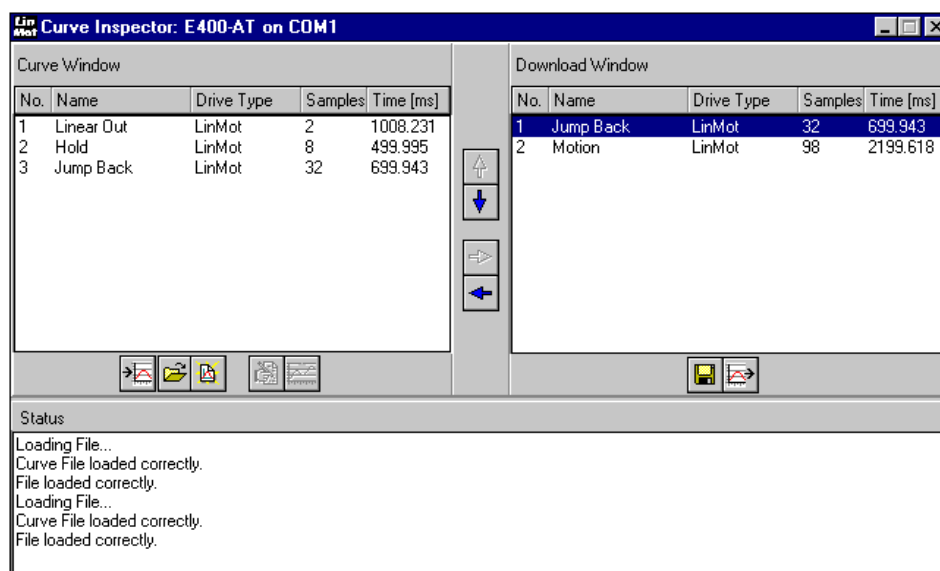 Lin Mot Curve Inspector: E400-AT on COM1
Curve Window
No. Name Drive Type Samples Time [ms]
1 Linear Out LinMot 2 1008.231
2 Hold LinMot 8 499.995
3 Jump Back LinMot 32 699.943
Download Window
No. Name Drive Type Samples Time [ms]
1 Jump Back LinMot 32 699.943
2 Motion LinMot 98 2199.618
Status
Loading File...
Curve File loaded correctly.
File loaded correctly.
Loading File...
Curve File loaded correctly.
File loaded correctly.